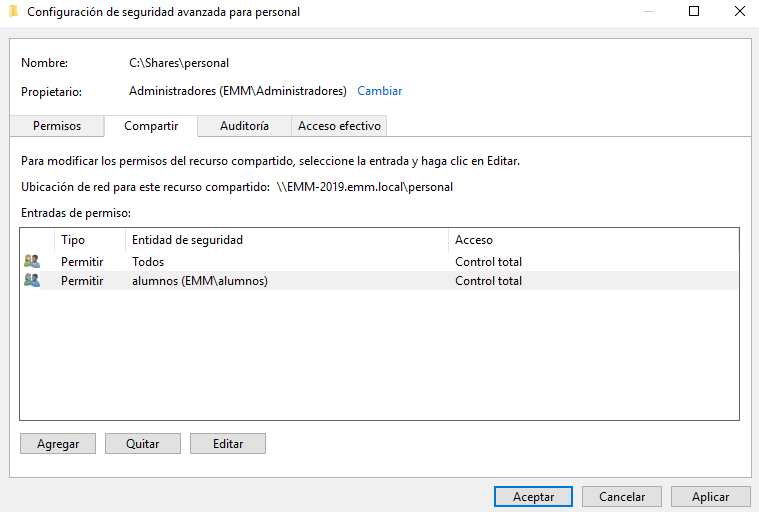 Configuración de seguridad avanzada para personal
Nombre: C:\Shares\personal
Propietario: Administradores (EMM\Administradores) Cambiar
Permisos Compartir Auditoría Acceso efectivo
Para modificar los permisos del recurso compartido, seleccione la entrada y haga clic en Editar.
Ubicación de red para este recurso compartido: \\EMM-2019.emm.local\personal
Entradas de permiso:
Tipo Entidad de seguridad Acceso
Permitir Todos Control total
Permitir alumnos (EMM\alumnos) Control total
Agregar Quitar Editar
Aceptar Cancelar Aplicar